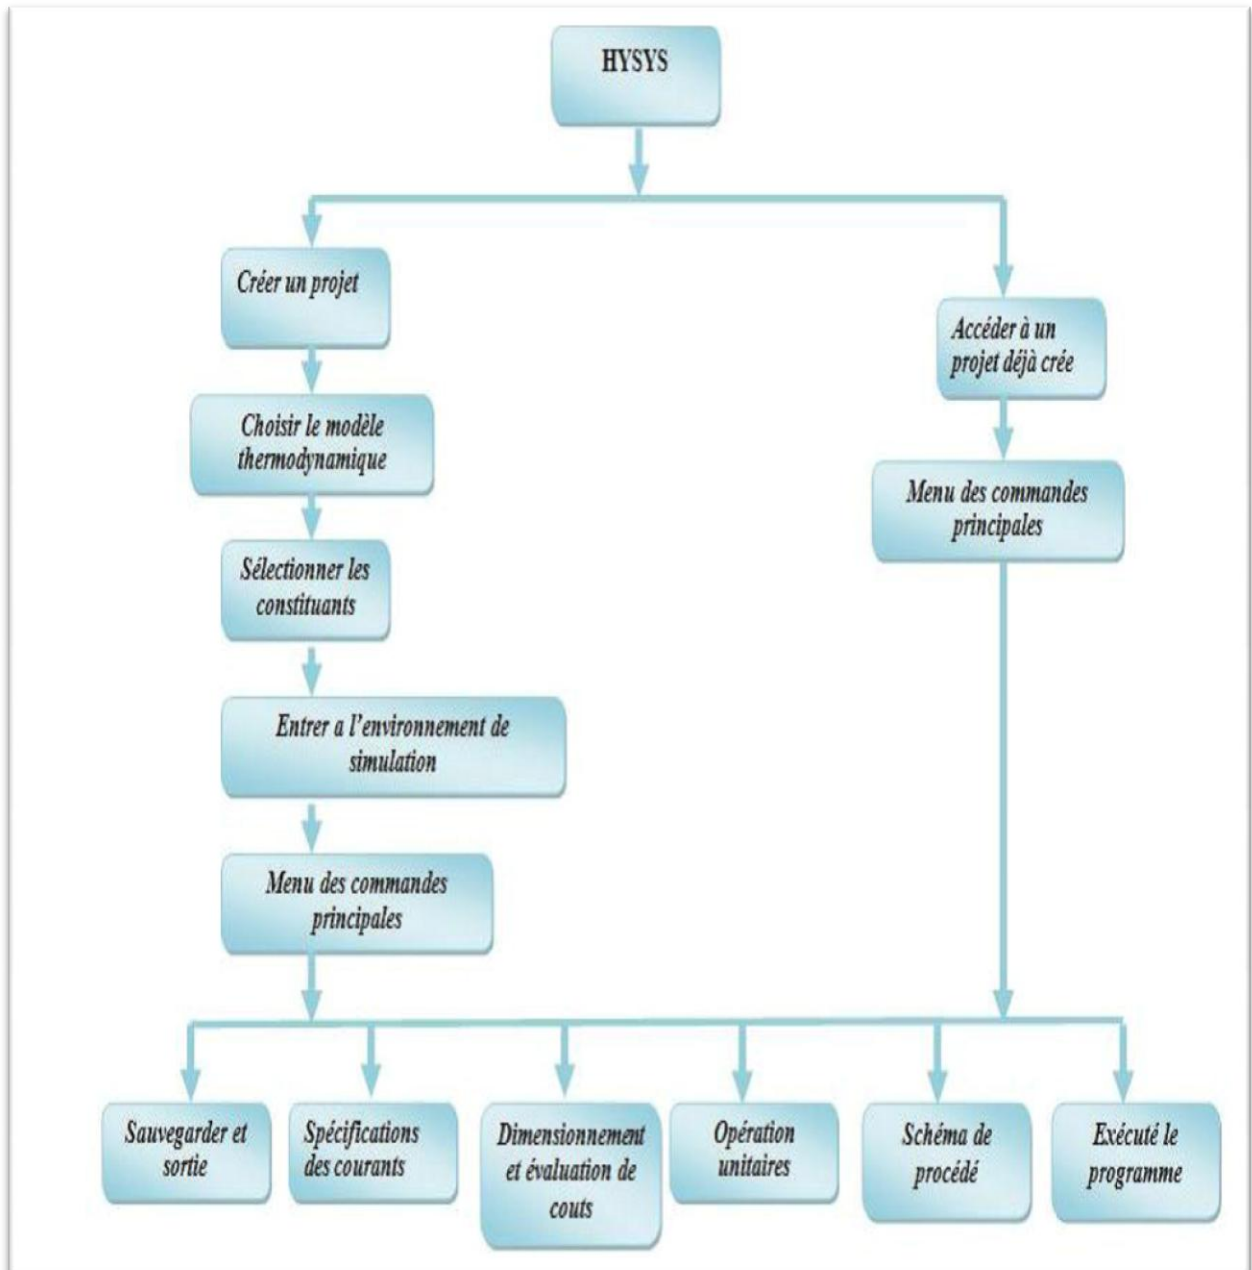 HYSYS
Créer un projet
Accéder à un
projet déjà crée
Choisir le modèle
thermodynamique
Menu des commandes
principales
Sélectionner les
constituants
Entrer a l'environnement de
simulation
Menu des commandes
principales
Sauvegarder et
sortie
Spécifications
des courants
Dimensionnement
et évaluation de
couts
Opération
unitaires
Schéma de
procédé
Exécuté le
programme